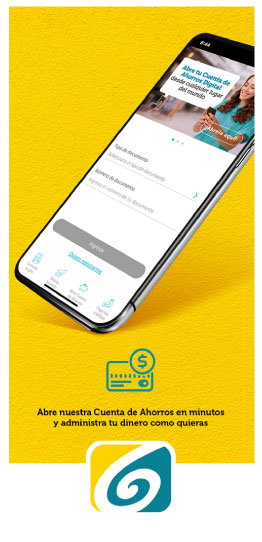 Abre tu Cuenta de
Ahorros Digital
desde cualquier lugar
del mundo
¡Ábrela aquí!
Tipo de documento
Selecciona el tipo de documento
Número de documento
Ingresa el número de tu documento
Ingresar
Quiero registrarme
$
Abre nuestra Cuenta de Ahorros en minutos
y administra tu dinero como quieras